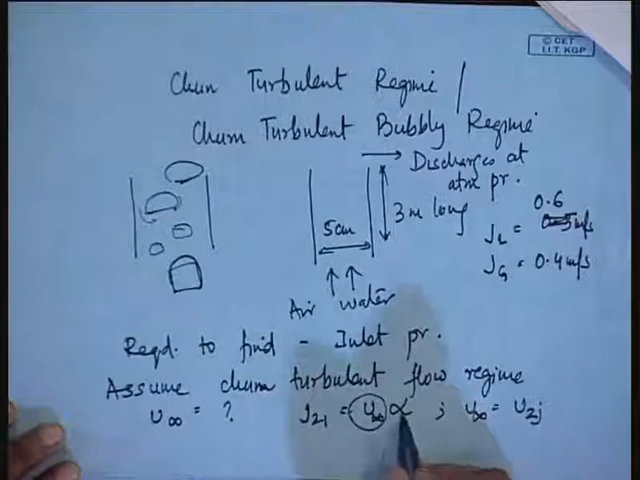 © CET
I.I.T. KGP
Churn Turbulent Regime /
Churn Turbulent Bubbly Regime
Discharges at
atm pr.
5cm
3m long
0.6
J_L = m/s
J_G = 0.4 m/s
Air water
Reqd. to find - Inlet pr.
Assume churn turbulent flow regime
u_∞ = ? J_21 = u_∞ α ; u_∞ = U_2j